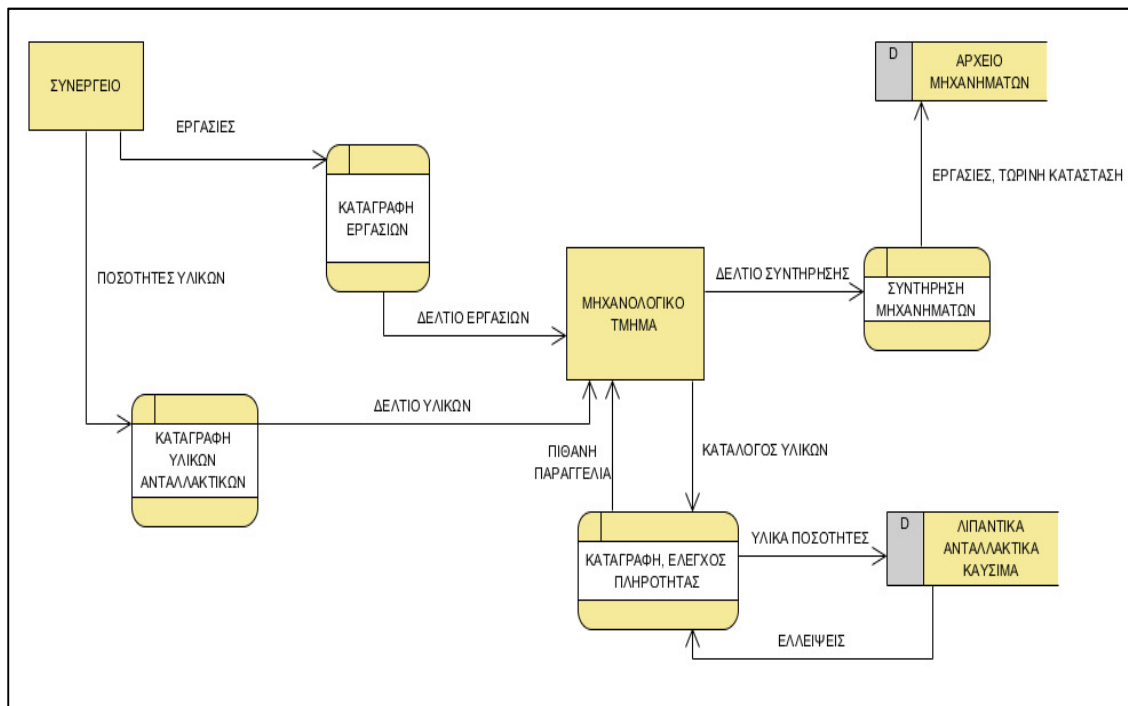 ΣΥΝΕΡΓΕΙΟ
D
ΑΡΧΕΙΟ
ΜΗΧΑΝΗΜΑΤΩΝ
ΕΡΓΑΣΙΕΣ
ΕΡΓΑΣΙΕΣ, ΤΩΡΙΝΗ ΚΑΤΑΣΤΑΣΗ
ΚΑΤΑΓΡΑΦΗ
ΕΡΓΑΣΙΩΝ
ΠΟΣΟΤΗΤΕΣ ΥΛΙΚΩΝ
ΔΕΛΤΙΟ ΕΡΓΑΣΙΩΝ
ΜΗΧΑΝΟΛΟΓΙΚΟ
ΤΜΗΜΑ
ΔΕΛΤΙΟ ΣΥΝΤΗΡΗΣΗΣ
ΣΥΝΤΗΡΗΣΗ
ΜΗΧΑΝΗΜΑΤΩΝ
ΔΕΛΤΙΟ ΥΛΙΚΩΝ
ΚΑΤΑΓΡΑΦΗ
ΥΛΙΚΩΝ
ΑΝΤΑΛΛΑΚΤΙΚΩΝ
ΠΙΘΑΝΗ
ΠΑΡΑΓΓΕΛΙΑ
ΚΑΤΑΛΟΓΟΣ ΥΛΙΚΩΝ
ΚΑΤΑΓΡΑΦΗ, ΕΛΕΓΧΟΣ
ΠΛΗΡΟΤΗΤΑΣ
ΥΛΙΚΑ ΠΟΣΟΤΗΤΕΣ
D
ΛΙΠΑΝΤΙΚΑ
ΑΝΤΑΛΛΑΚΤΙΚΑ
ΚΑΥΣΙΜΑ
ΕΛΛΕΙΨΕΙΣ